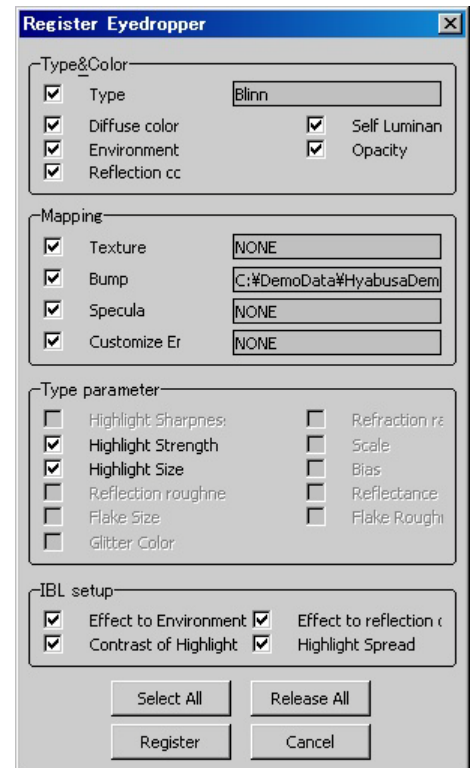 Register Eyedropper
Type&Color
Type Blinn
Diffuse color Self Luminan
Environment Opacity
Reflection cc
Mapping
Texture NONE
Bump C:¥DemoData¥HyabusaDem
Specula NONE
Customize Er NONE
Type parameter
Highlight Sharpnes: Refraction ra
Highlight Strength Scale
Highlight Size Bias
Reflection roughne Reflectance
Flake Size Flake Roughı
Glitter Color
IBL setup
Effect to Environment Effect to reflection c
Contrast of Highlight Highlight Spread
Select All Release All
Register Cancel